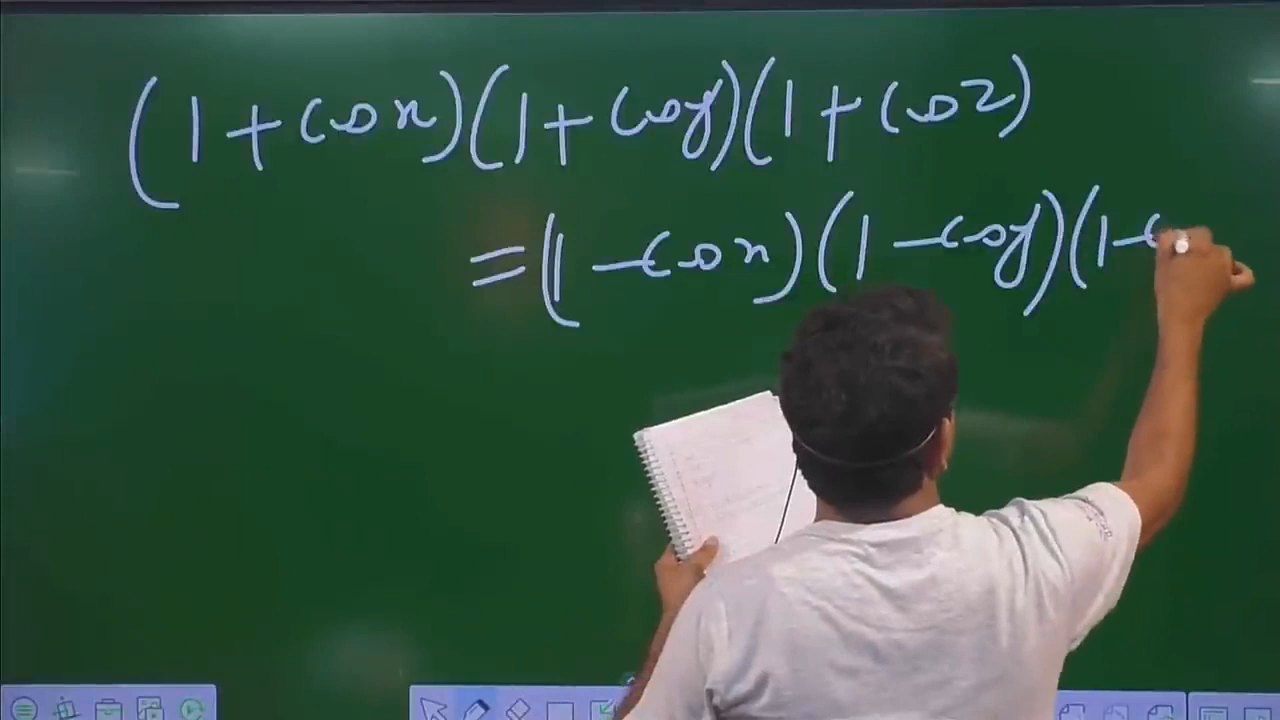 (1 + cos x)(1 + cos y)(1 + cos z)
= (1 - cos x)(1 - cos y)(1 - c